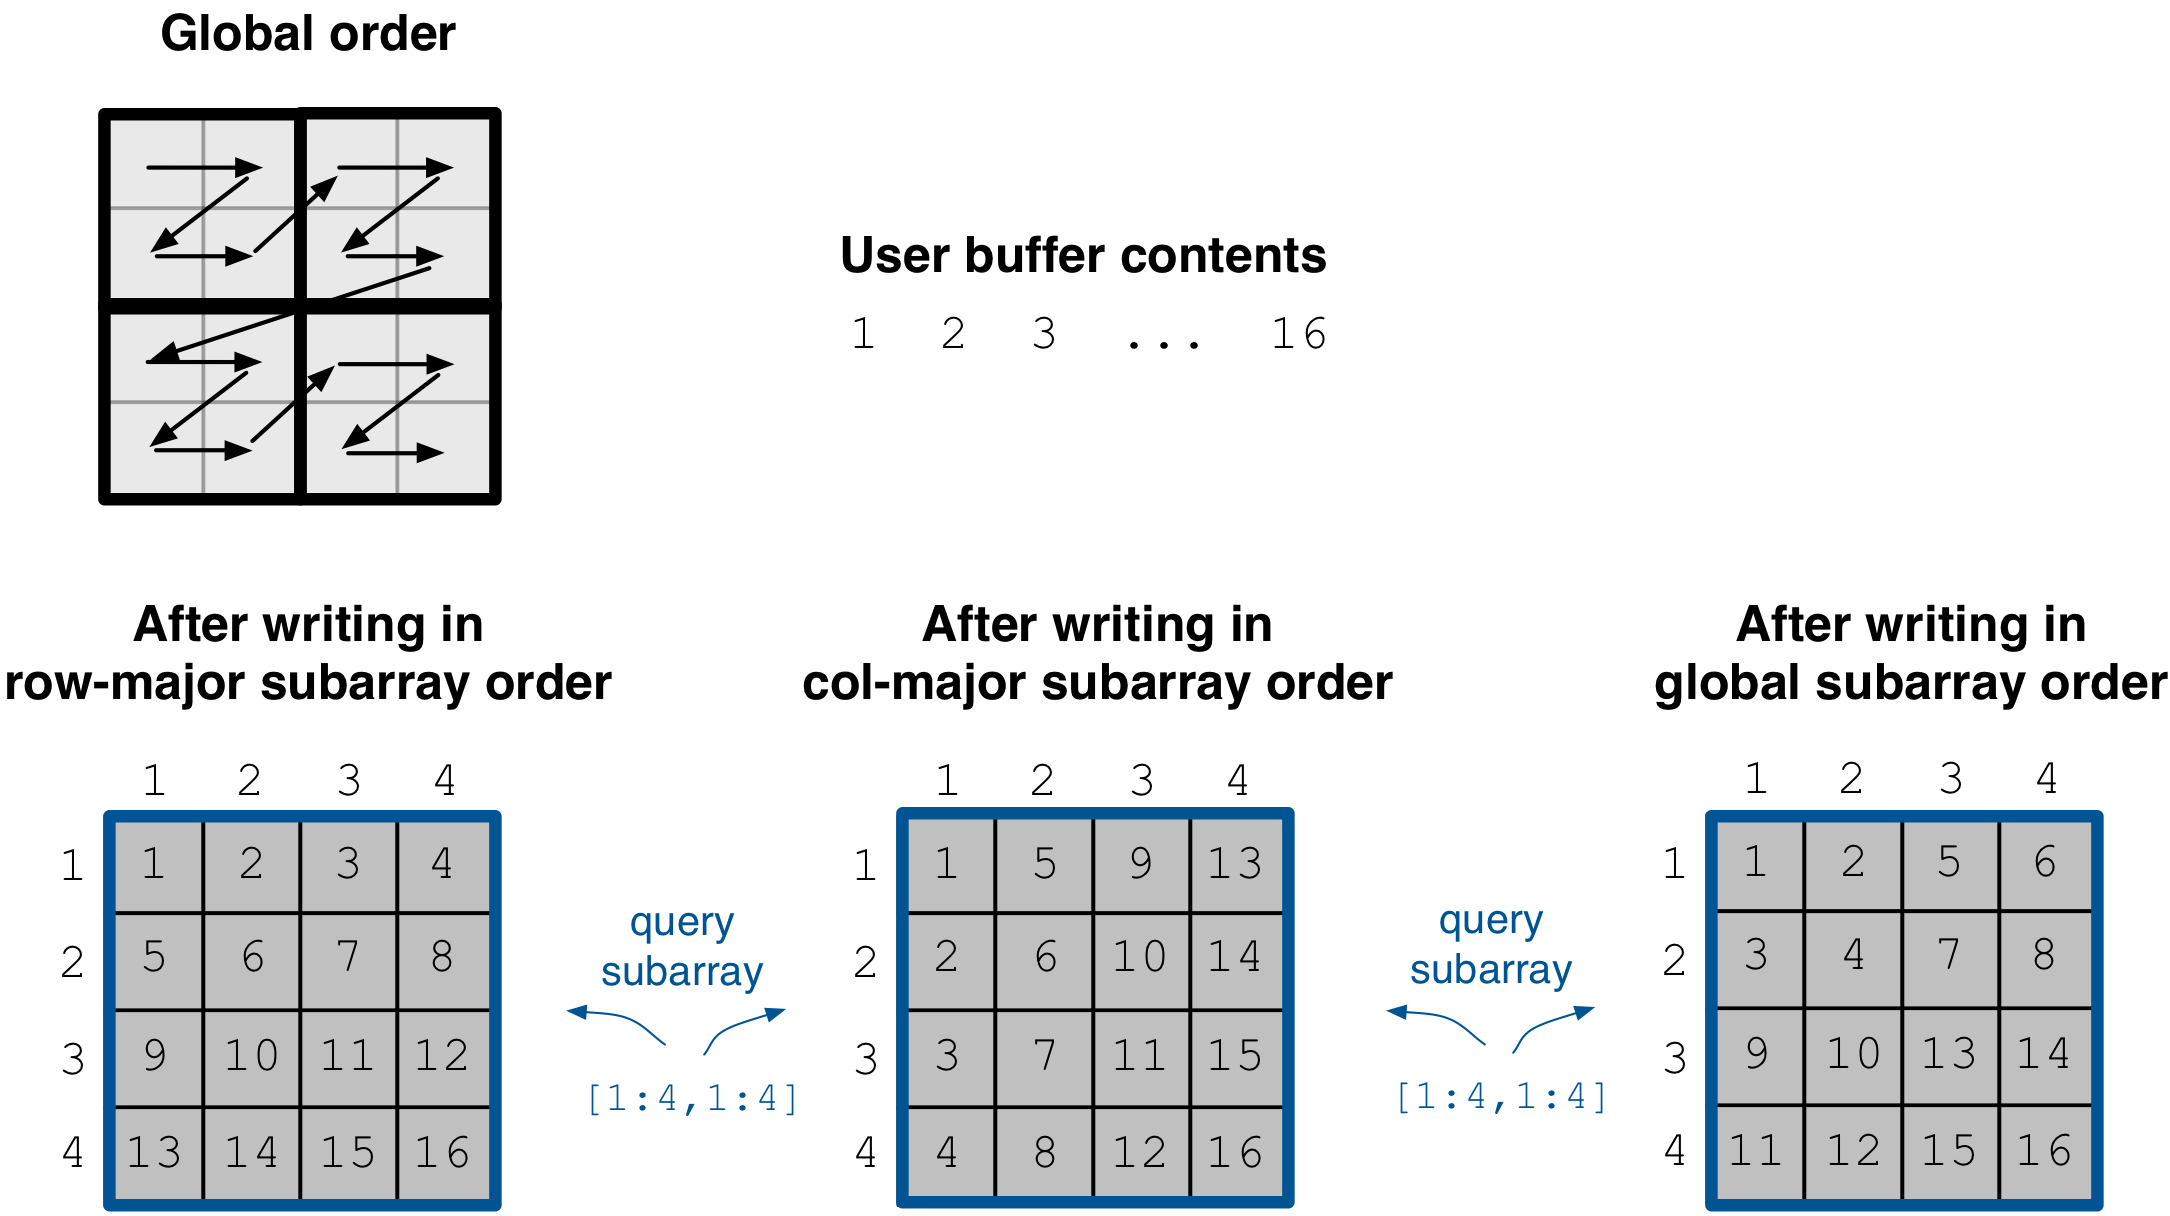 Global order
User buffer contents
1 2 3 ... 16
After writing in
row-major subarray order
1 2 3 4
1 1 2 3 4
2 5 6 7 8
3 9 10 11 12
4 13 14 15 16
query
subarray
[1:4,1:4]
After writing in
col-major subarray order
1 2 3 4
1 1 5 9 13
2 2 6 10 14
3 3 7 11 15
4 4 8 12 16
query
subarray
[1:4,1:4]
After writing in
global subarray order
1 2 3 4
1 1 2 5 6
2 3 4 7 8
3 9 10 13 14
4 11 12 15 16